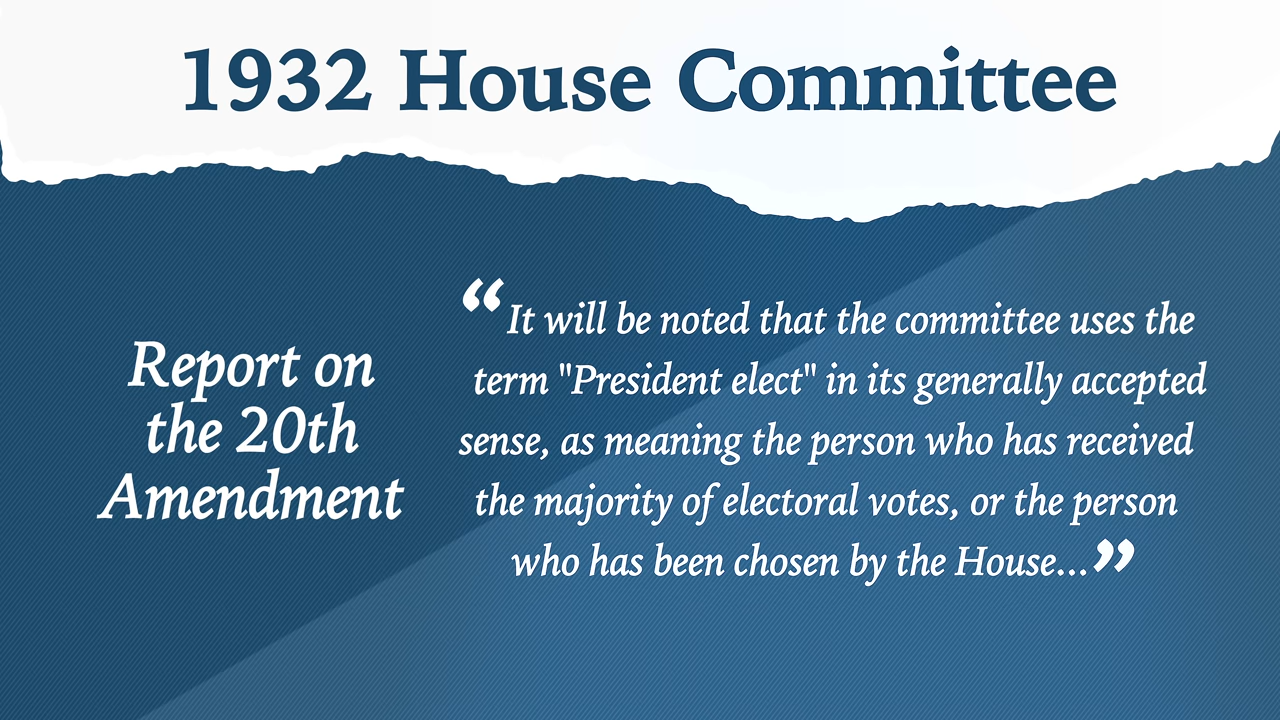 1932 House Committee
Report on
the 20th
Amendment
“It will be noted that the committee uses the
term "President elect" in its generally accepted
sense, as meaning the person who has received
the majority of electoral votes, or the person
who has been chosen by the House...”